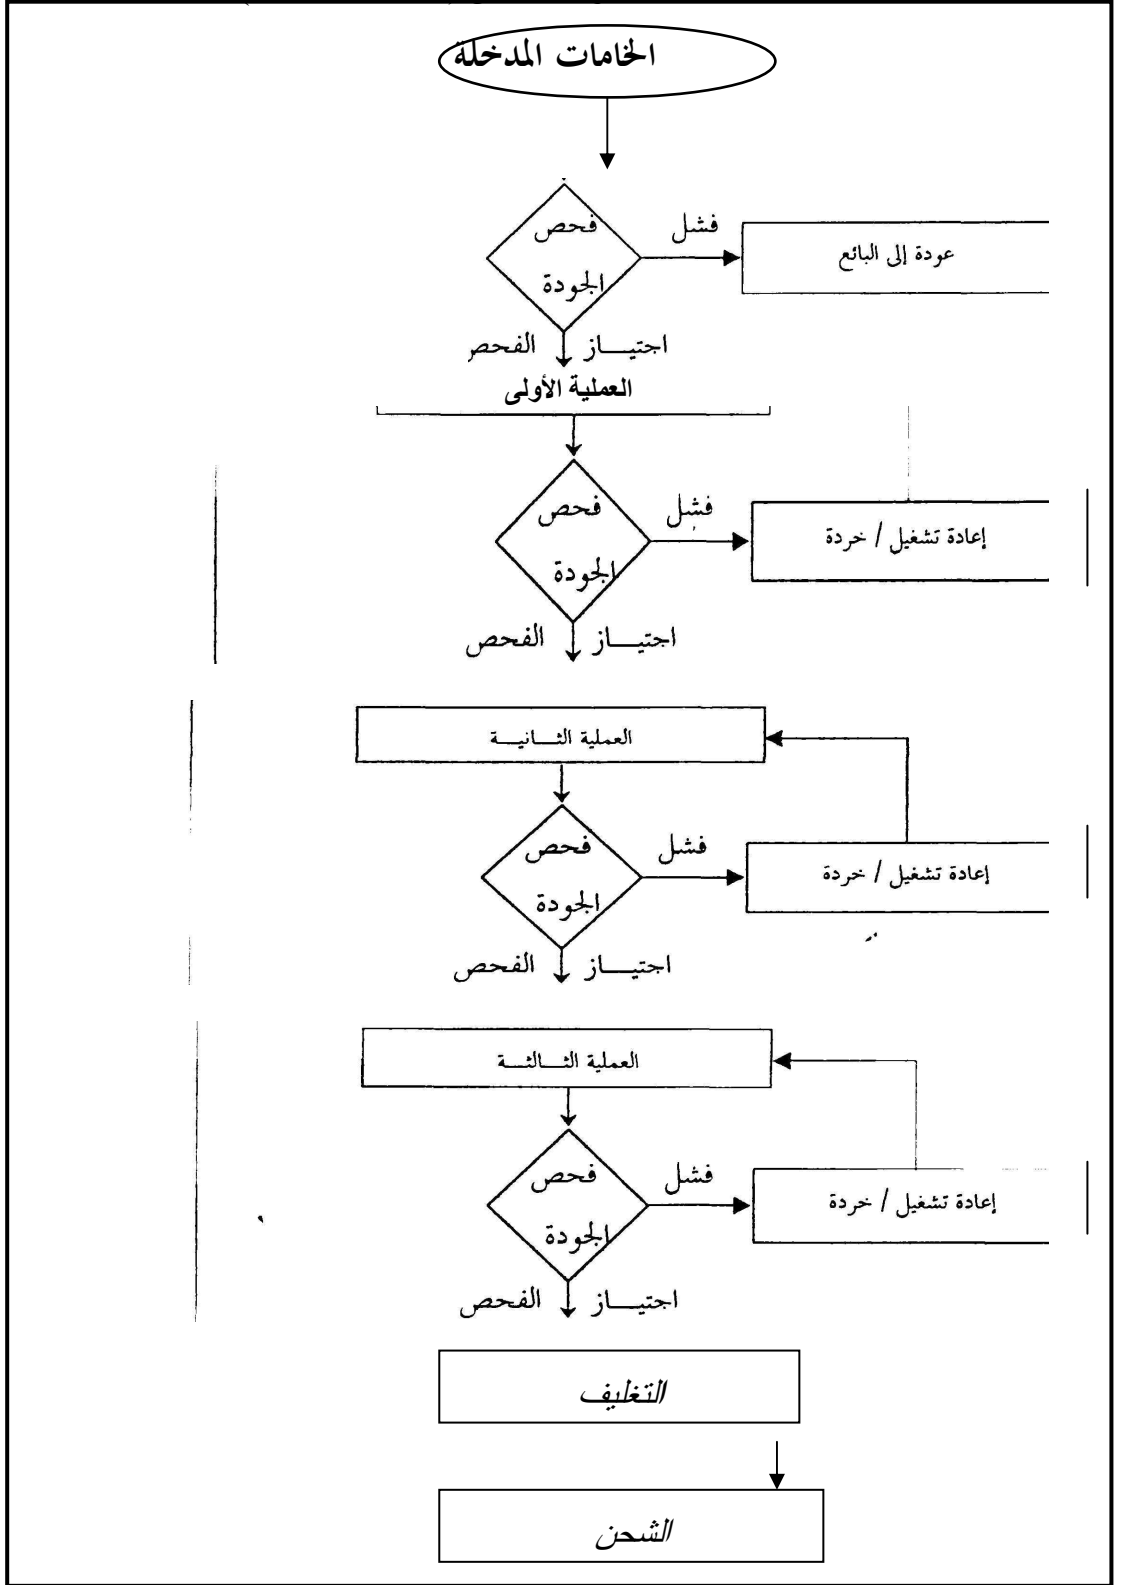 الخامات المدخلة
فحص
الجودة
فشل
عودة إلى البائع
اجتيـــاز الفحص
العملية الأولى
فحص
الجودة
فشل
إعادة تشغيل / خردة
اجتيـــاز الفحص
العملية الثـــانيـــة
فحص
الجودة
فشل
إعادة تشغيل / خردة
اجتيـــاز الفحص
العملية الثـــالثـــة
فحص
الجودة
فشل
إعادة تشغيل / خردة
اجتيـــاز الفحص
التغليف
الشحن